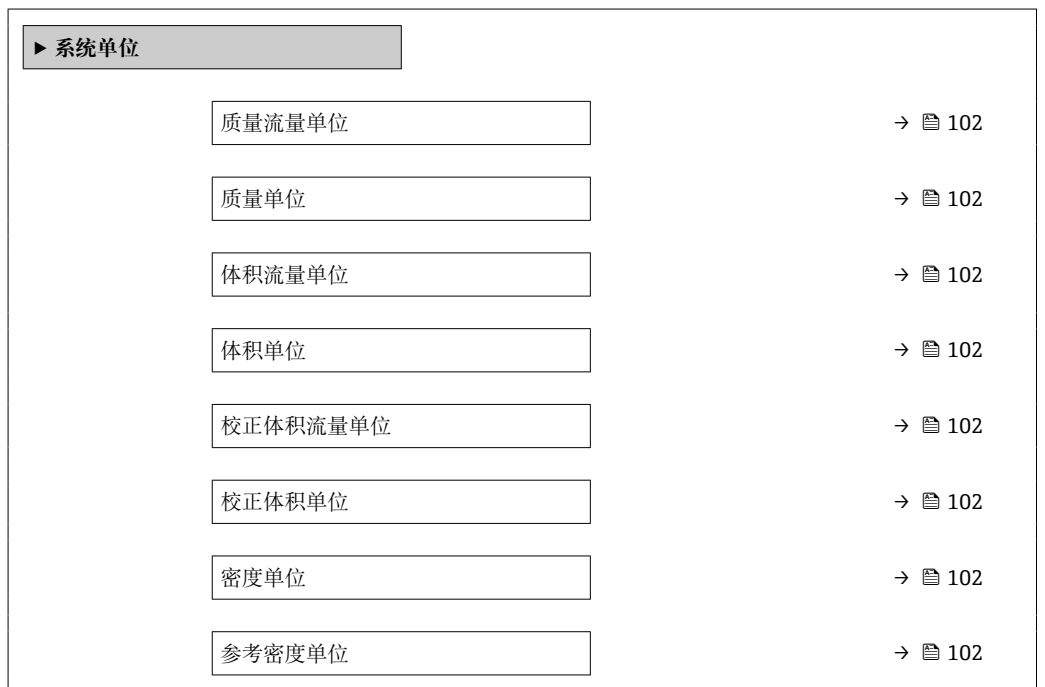 ▶ 系统单位
质量流量单位 → 102
质量单位 → 102
体积流量单位 → 102
体积单位 → 102
校正体积流量单位 → 102
校正体积单位 → 102
密度单位 → 102
参考密度单位 → 102